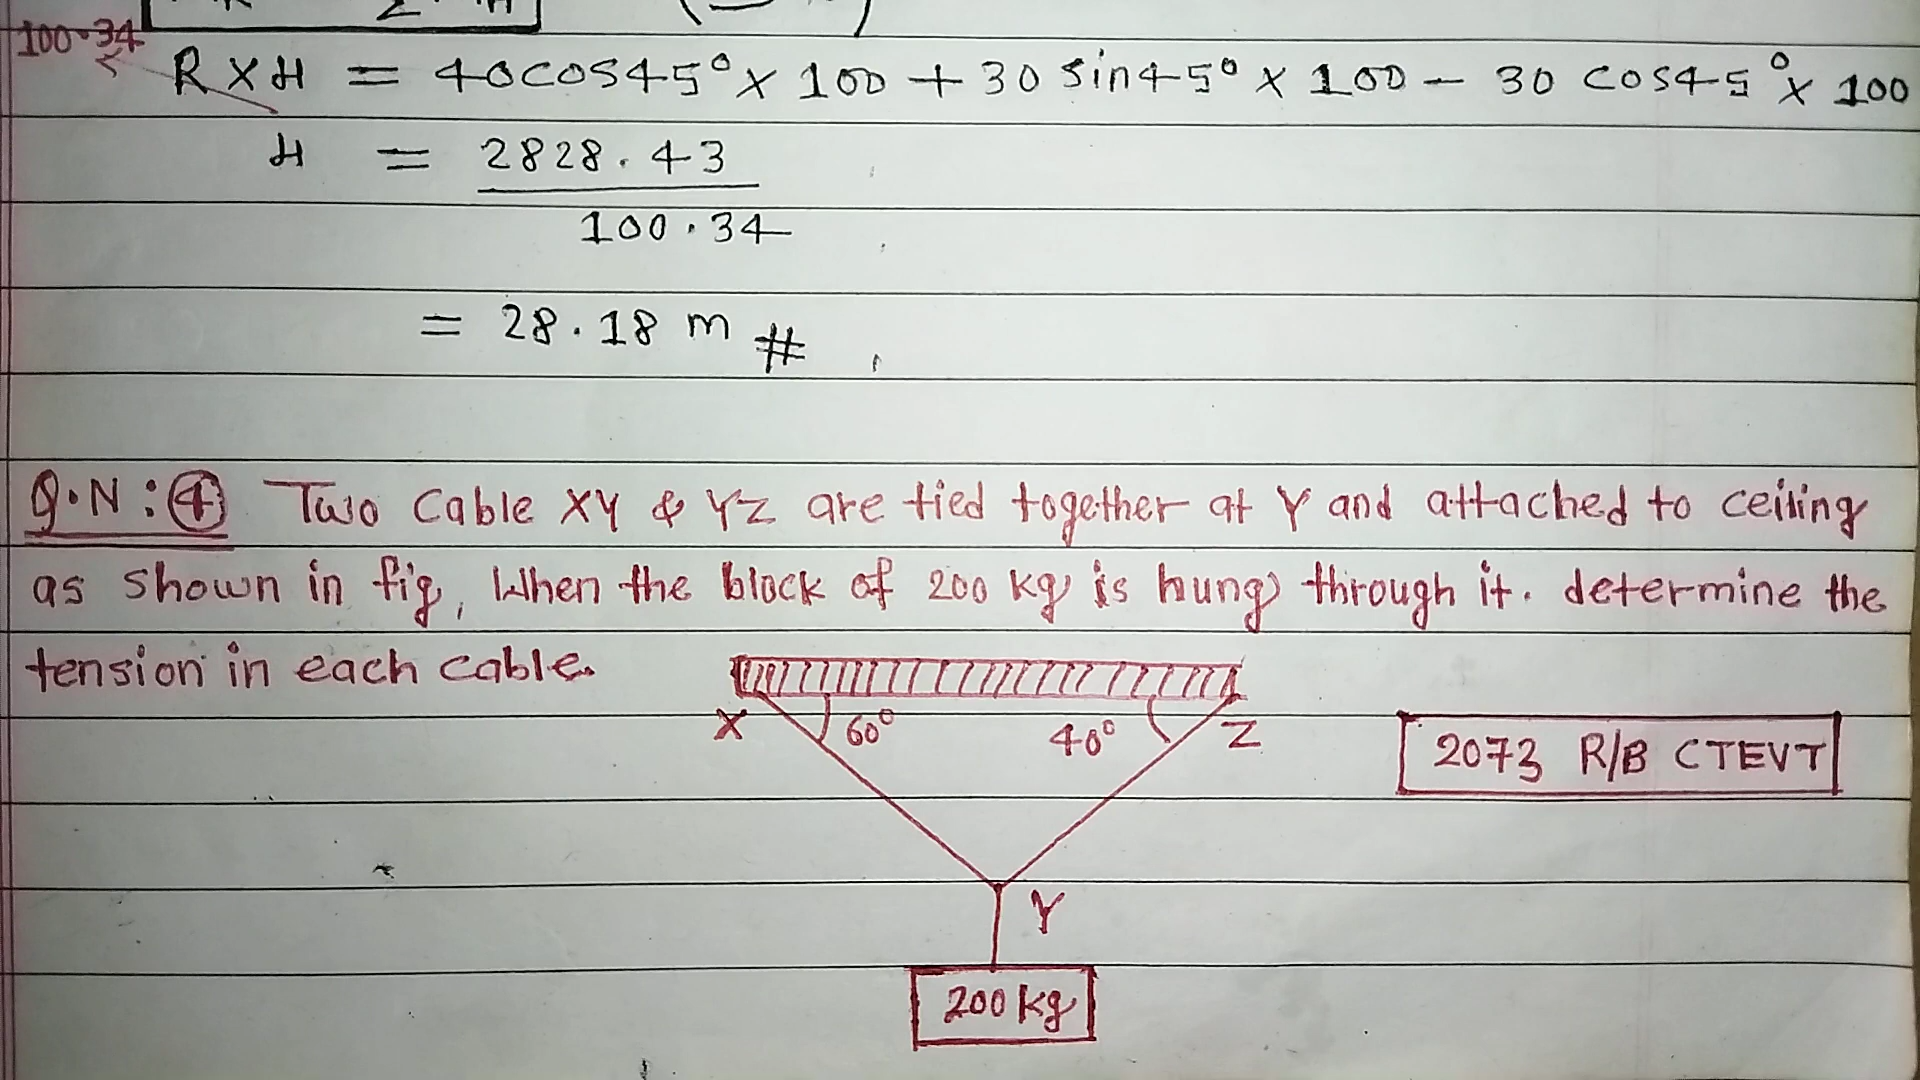 100.34
R X H = 40cos45° x 100 + 30 sin45° x 100 - 30 cos45° x 100
H = 2828.43
100.34
= 28.18 m #
Q.N:④ Two Cable XY & YZ are tied together at Y and attached to ceiling
as shown in fig, When the block of 200 kg is hung through it. determine the
tension in each cable.
X 60° 40° Z
2073 R/B CTEVT
Y
200 kg